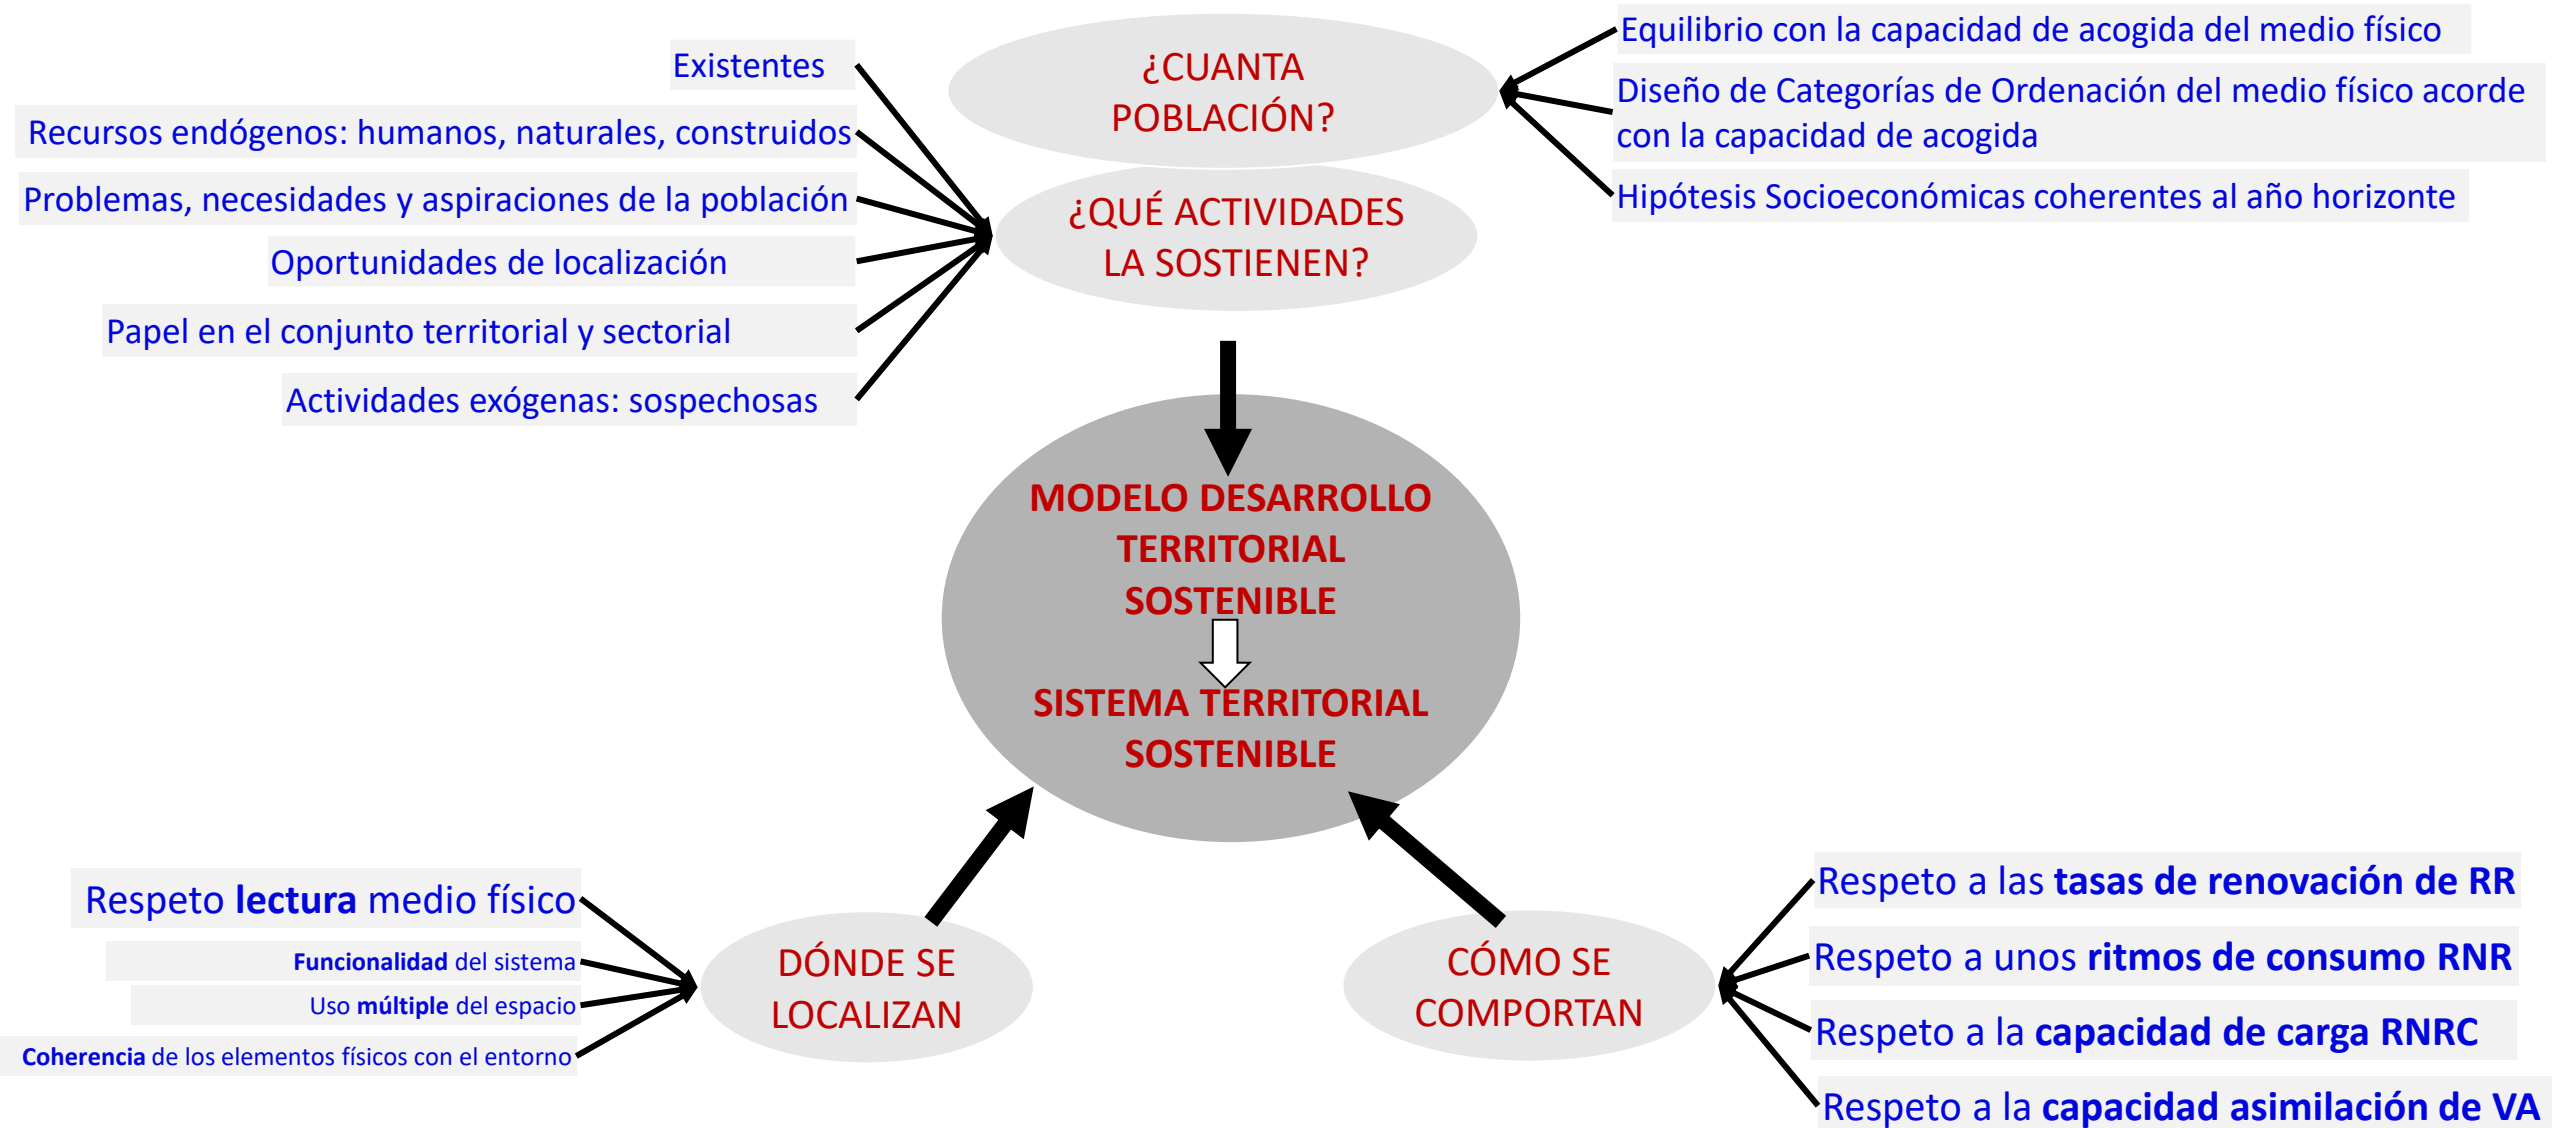 Existentes
Recursos endógenos: humanos, naturales, construidos
Problemas, necesidades y aspiraciones de la población
Oportunidades de localización
Papel en el conjunto territorial y sectorial
Actividades exógenas: sospechosas
¿CUANTA
POBLACIÓN?
¿QUÉ ACTIVIDADES
LA SOSTIENEN?
Equilibrio con la capacidad de acogida del medio físico
Diseño de Categorías de Ordenación del medio físico acorde
con la capacidad de acogida
Hipótesis Socioeconómicas coherentes al año horizonte
MODELO DESARROLLO
TERRITORIAL
SOSTENIBLE
SISTEMA TERRITORIAL
SOSTENIBLE
Respeto lectura medio físico
Funcionalidad del sistema
Uso múltiple del espacio
Coherencia de los elementos físicos con el entorno
DÓNDE SE
LOCALIZAN
CÓMO SE
COMPORTAN
Respeto a las tasas de renovación de RR
Respeto a unos ritmos de consumo RNR
Respeto a la capacidad de carga RNRC
Respeto a la capacidad asimilación de VA